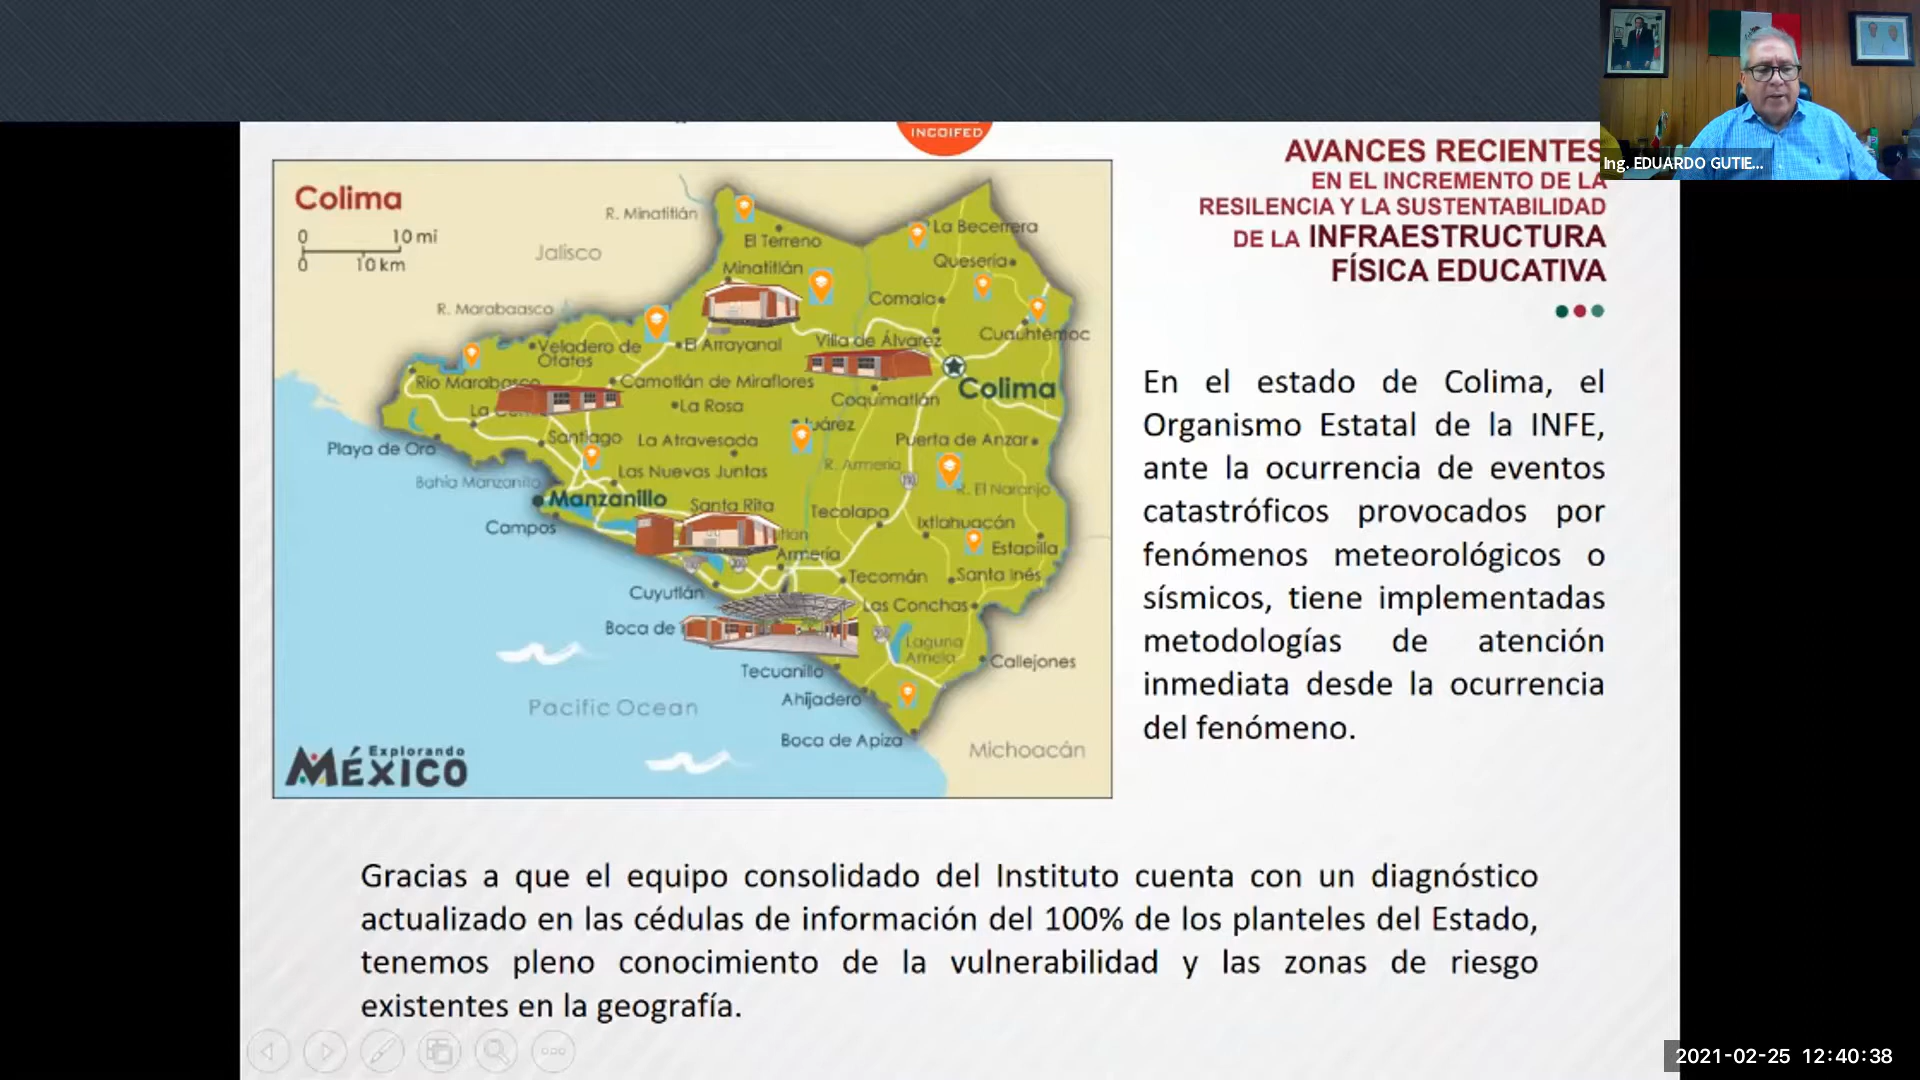 INCOIFED
Ing. EDUARDO GUTIE...
AVANCES RECIENTES
EN EL INCREMENTO DE LA
RESILENCIA Y LA SUSTENTABILIDAD
DE LA INFRAESTRUCTURA
FÍSICA EDUCATIVA
Colima
0 10 mi
0 10 km
R. Minatitlán
Jalisco
El Terreno
La Becerrera
Minatitlán
Quesería
R. Marabaasco
Comala
Cuauhtémoc
Veladero de
Otates
El Arrayanal
Villa de Álvarez
Río Marabasco
Camotlán de Miraflores
Colima
La
La Rosa
Coquimatlán
Juárez
Playa de Oro
Santiago
La Atravesada
Puerta de Anzar
Las Nuevas Juntas
R. Armería
110
Bahía Manzanillo
R. El Naranjo
Manzanillo
Santa Rita
Tecolapa
Campos
Ixtlahuacán
Armería
Estapilla
Tecomán
Santa Inés
Cuyutlán
Las Conchas
Boca de
200
Laguna
Amela
Callejones
Tecuanillo
Ahijadero
Pacific Ocean
Boca de Apiza
Michoacán
Explorando
MÉXICO
En el estado de Colima, el
Organismo Estatal de la INFE,
ante la ocurrencia de eventos
catastróficos provocados por
fenómenos meteorológicos o
sísmicos, tiene implementadas
metodologías de atención
inmediata desde la ocurrencia
del fenómeno.
Gracias a que el equipo consolidado del Instituto cuenta con un diagnóstico
actualizado en las cédulas de información del 100% de los planteles del Estado,
tenemos pleno conocimiento de la vulnerabilidad y las zonas de riesgo
existentes en la geografía.
2021-02-25 12:40:38